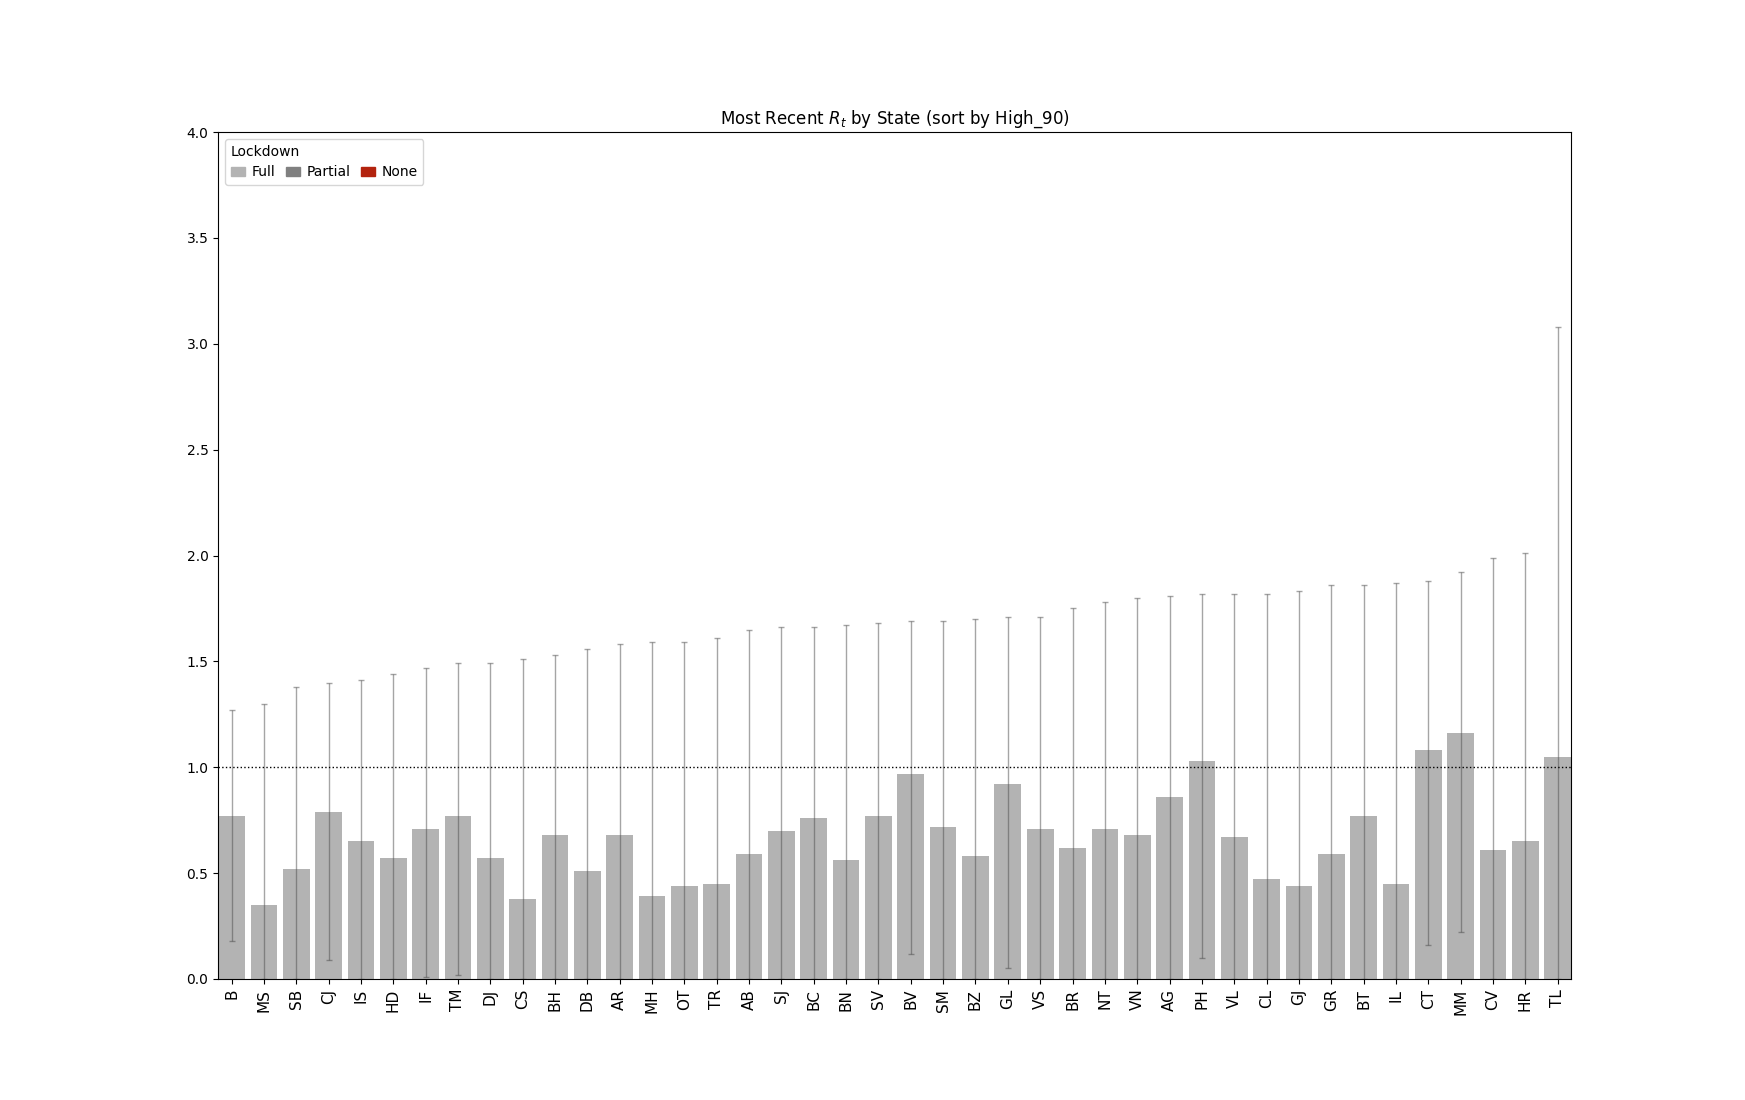 Most Recent R_t by State (sort by High_90)
Lockdown
Full Partial None
4.0
3.5
3.0
2.5
2.0
1.5
1.0
0.5
0.0
B MS SB CJ IS HD IF TM DJ CS BH DB AR MH OT TR AB SJ BC BN SV BV SM BZ GL VS BR NT VN AG PH VL CL GJ GR BT IL CT MM CV HR TL